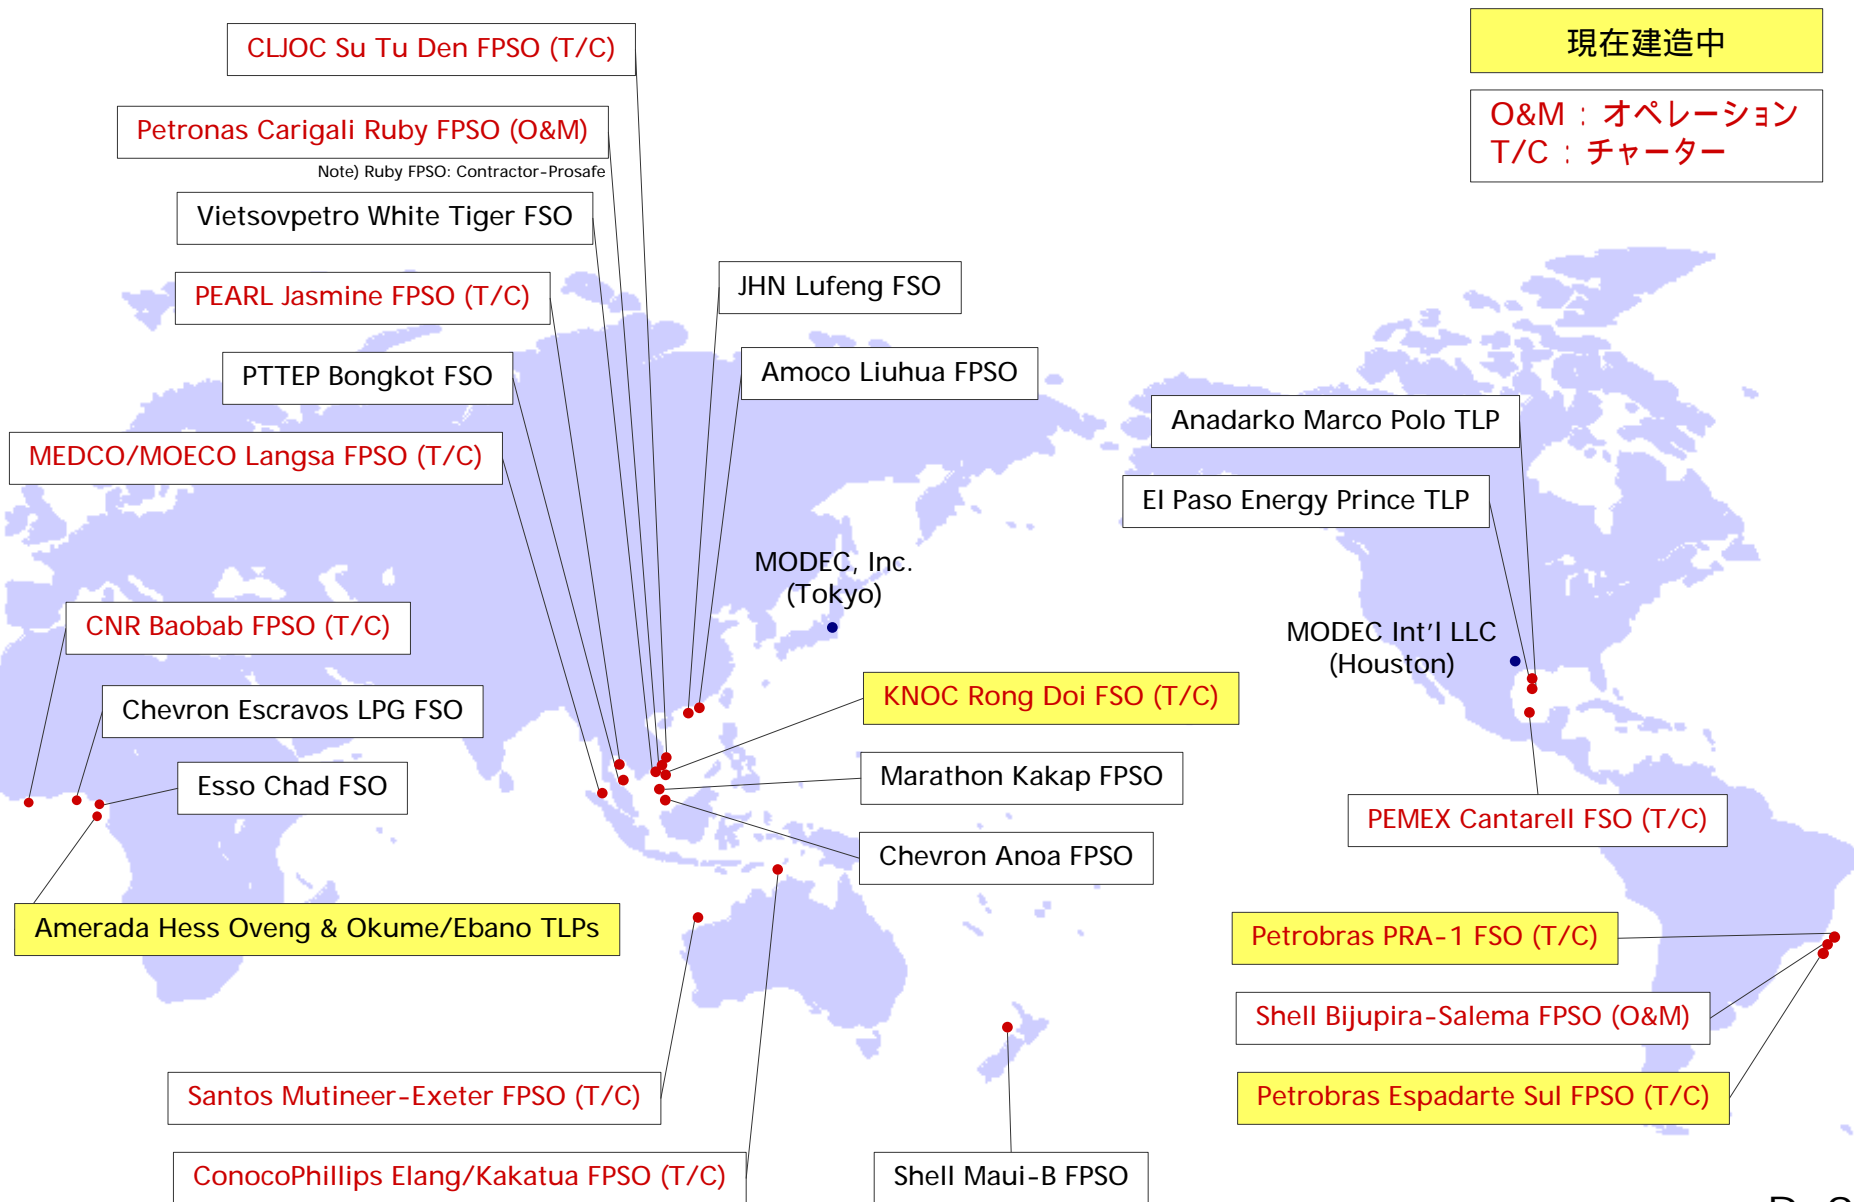 現在建造中
O&M : オペレーション
T/C : チャーター
CLJOC Su Tu Den FPSO (T/C)
Petronas Carigali Ruby FPSO (O&M)
Note) Ruby FPSO: Contractor-Prosafe
Vietsovpetro White Tiger FSO
PEARL Jasmine FPSO (T/C)
JHN Lufeng FSO
PTTEP Bongkot FSO
Amoco Liuhua FPSO
MEDCO/MOECO Langsa FPSO (T/C)
Anadarko Marco Polo TLP
El Paso Energy Prince TLP
MODEC, Inc.
(Tokyo)
CNR Baobab FPSO (T/C)
MODEC Int'l LLC
(Houston)
KNOC Rong Doi FSO (T/C)
Chevron Escravos LPG FSO
Esso Chad FSO
Marathon Kakap FPSO
PEMEX Cantarell FSO (T/C)
Chevron Anoa FPSO
Amerada Hess Oveng & Okume/Ebano TLPs
Petrobras PRA-1 FSO (T/C)
Shell Bijupira-Salema FPSO (O&M)
Santos Mutineer-Exeter FPSO (T/C)
Petrobras Espadarte Sul FPSO (T/C)
ConocoPhillips Elang/Kakatua FPSO (T/C)
Shell Maui-B FPSO